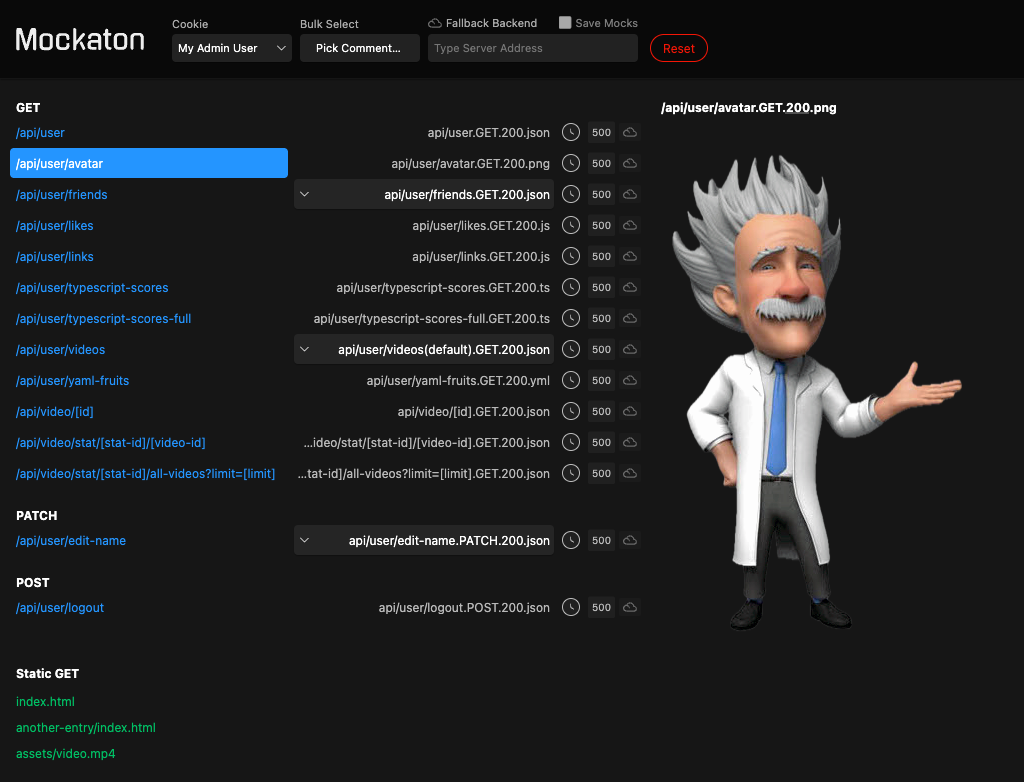 Mockaton
Cookie
My Admin User
Bulk Select
Pick Comment...
Fallback Backend
Save Mocks
Type Server Address
Reset
GET
/api/user api/user.GET.200.json 500
/api/user/avatar api/user/avatar.GET.200.png 500
/api/user/friends api/user/friends.GET.200.json 500
/api/user/likes api/user/likes.GET.200.js 500
/api/user/links api/user/links.GET.200.js 500
/api/user/typescript-scores api/user/typescript-scores.GET.200.ts 500
/api/user/typescript-scores-full api/user/typescript-scores-full.GET.200.ts 500
/api/user/videos api/user/videos(default).GET.200.json 500
/api/user/yaml-fruits api/user/yaml-fruits.GET.200.yml 500
/api/video/[id] api/video/[id].GET.200.json 500
/api/video/stat/[stat-id]/[video-id] ...ideo/stat/[stat-id]/[video-id].GET.200.json 500
/api/video/stat/[stat-id]/all-videos?limit=[limit] ...tat-id]/all-videos?limit=[limit].GET.200.json 500
PATCH
/api/user/edit-name api/user/edit-name.PATCH.200.json 500
POST
/api/user/logout api/user/logout.POST.200.json 500
Static GET
index.html
another-entry/index.html
assets/video.mp4
/api/user/avatar.GET.200.png